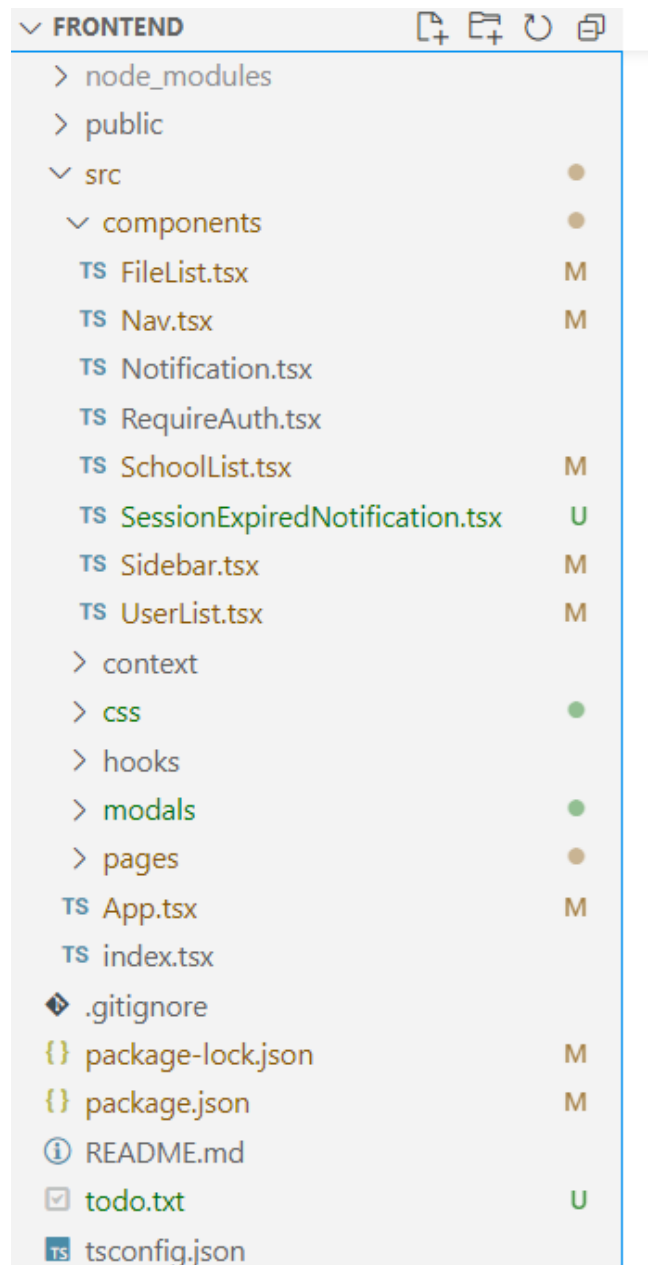 FRONTEND
node_modules
public
src
components
TS FileList.tsx M
TS Nav.tsx M
TS Notification.tsx
TS RequireAuth.tsx
TS SchoolList.tsx M
TS SessionExpiredNotification.tsx U
TS Sidebar.tsx M
TS UserList.tsx M
context
css
hooks
modals
pages
TS App.tsx M
TS index.tsx
.gitignore
{} package-lock.json M
{} package.json M
README.md
todo.txt U
TS tsconfig.json